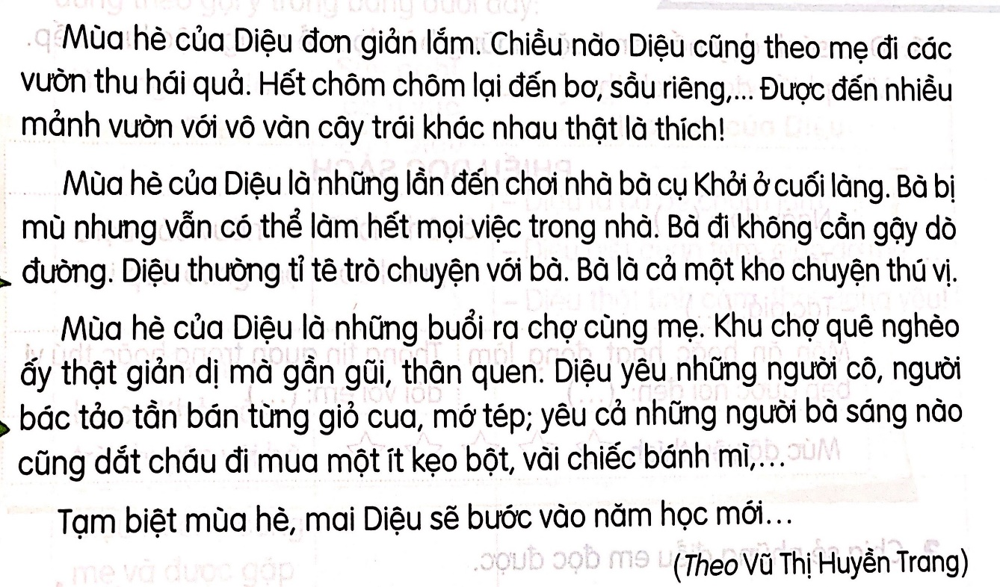 Mùa hè của Diệu đơn giản lắm. Chiều nào Diệu cũng theo mẹ đi các
vườn thu hái quả. Hết chôm chôm lại đến bơ, sầu riêng,... Được đến nhiều
mảnh vườn với vô vàn cây trái khác nhau thật là thích!
Mùa hè của Diệu là những lần đến chơi nhà bà cụ Khởi ở cuối làng. Bà bị
mù nhưng vẫn có thể làm hết mọi việc trong nhà. Bà đi không cần gậy dò
đường. Diệu thường tỉ tê trò chuyện với bà. Bà là cả một kho chuyện thú vị.
Mùa hè của Diệu là những buổi ra chợ cùng mẹ. Khu chợ quê nghèo
ấy thật giản dị mà gần gũi, thân quen. Diệu yêu những người cô, người
bác tảo tần bán từng giỏ cua, mớ tép; yêu cả những người bà sáng nào
cũng dắt cháu đi mua một ít kẹo bột, vài chiếc bánh mì,...
Tạm biệt mùa hè, mai Diệu sẽ bước vào năm học mới...
(Theo Vũ Thị Huyền Trang)